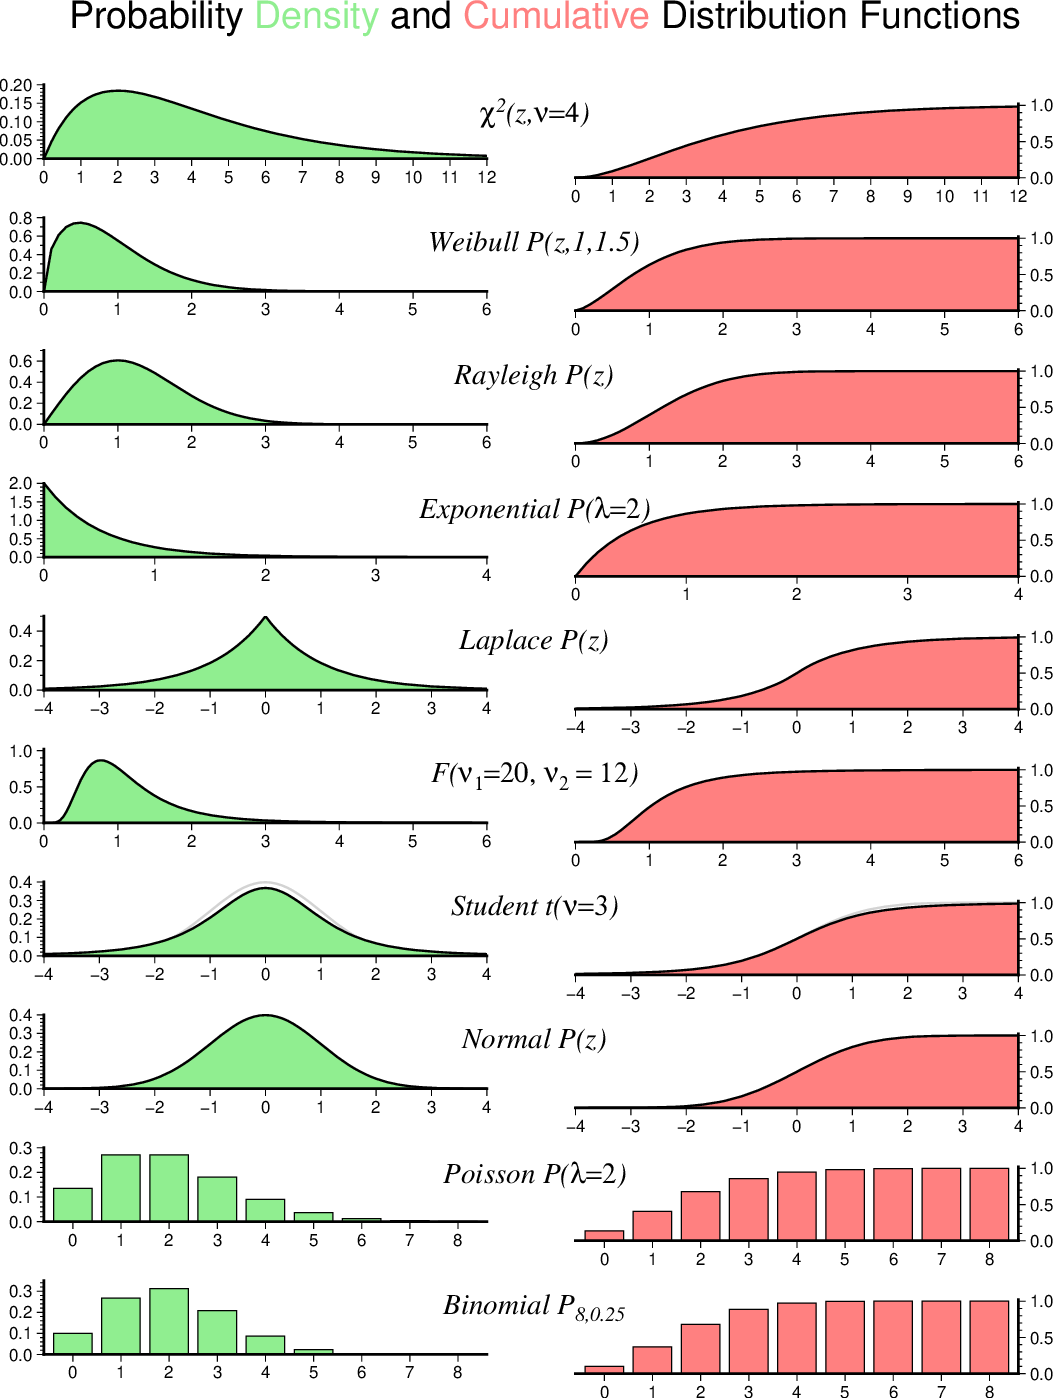 Probability Density and Cumulative Distribution Functions
χ²(z,ν=4)
0.20
0.15
0.10
0.05
0.00
0 1 2 3 4 5 6 7 8 9 10 11 12
1.0
0.5
0.0
0 1 2 3 4 5 6 7 8 9 10 11 12
Weibull P(z,1,1.5)
0.8
0.6
0.4
0.2
0.0
0 1 2 3 4 5 6
1.0
0.5
0.0
0 1 2 3 4 5 6
Rayleigh P(z)
0.6
0.4
0.2
0.0
0 1 2 3 4 5 6
1.0
0.5
0.0
0 1 2 3 4 5 6
Exponential P(λ=2)
2.0
1.5
1.0
0.5
0.0
0 1 2 3 4
1.0
0.5
0.0
0 1 2 3 4
Laplace P(z)
0.4
0.2
0.0
−4 −3 −2 −1 0 1 2 3 4
1.0
0.5
0.0
−4 −3 −2 −1 0 1 2 3 4
F(ν₁=20, ν₂ = 12)
1.0
0.5
0.0
0 1 2 3 4 5 6
1.0
0.5
0.0
0 1 2 3 4 5 6
Student t(ν=3)
0.4
0.3
0.2
0.1
0.0
−4 −3 −2 −1 0 1 2 3 4
1.0
0.5
0.0
−4 −3 −2 −1 0 1 2 3 4
Normal P(z)
0.4
0.3
0.2
0.1
0.0
−4 −3 −2 −1 0 1 2 3 4
1.0
0.5
0.0
−4 −3 −2 −1 0 1 2 3 4
Poisson P(λ=2)
0.3
0.2
0.1
0.0
0 1 2 3 4 5 6 7 8
1.0
0.5
0.0
0 1 2 3 4 5 6 7 8
Binomial P8,0.25
0.3
0.2
0.1
0.0
0 1 2 3 4 5 6 7 8
1.0
0.5
0.0
0 1 2 3 4 5 6 7 8